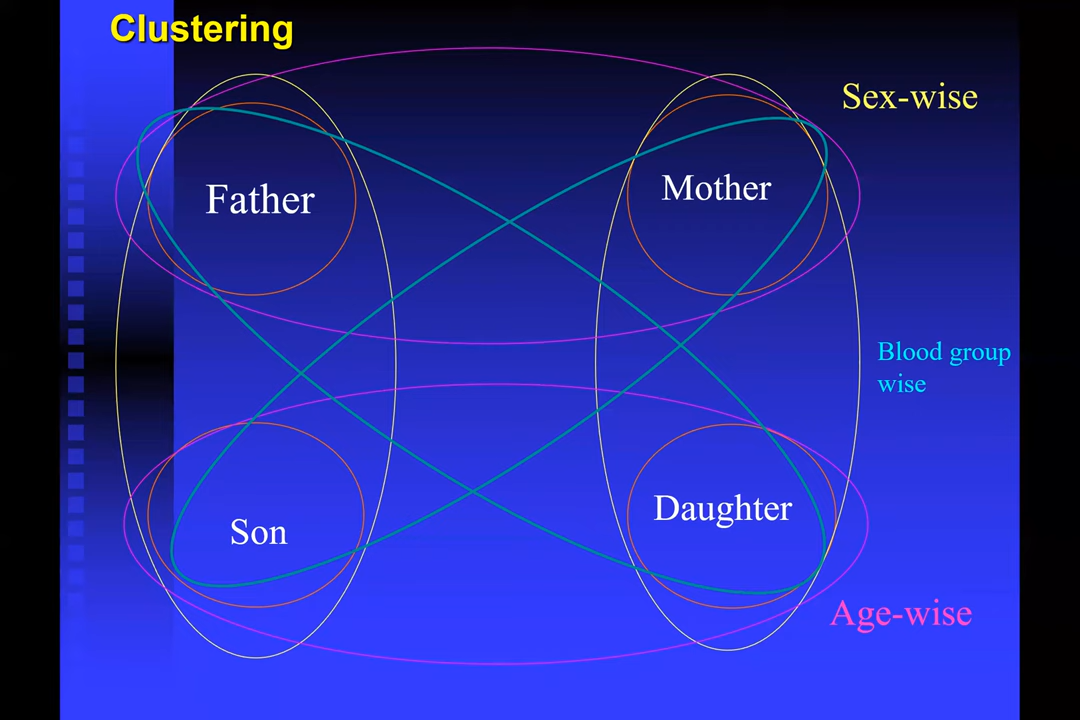 Clustering
Sex-wise
Father
Mother
Blood group
wise
Son
Daughter
Age-wise